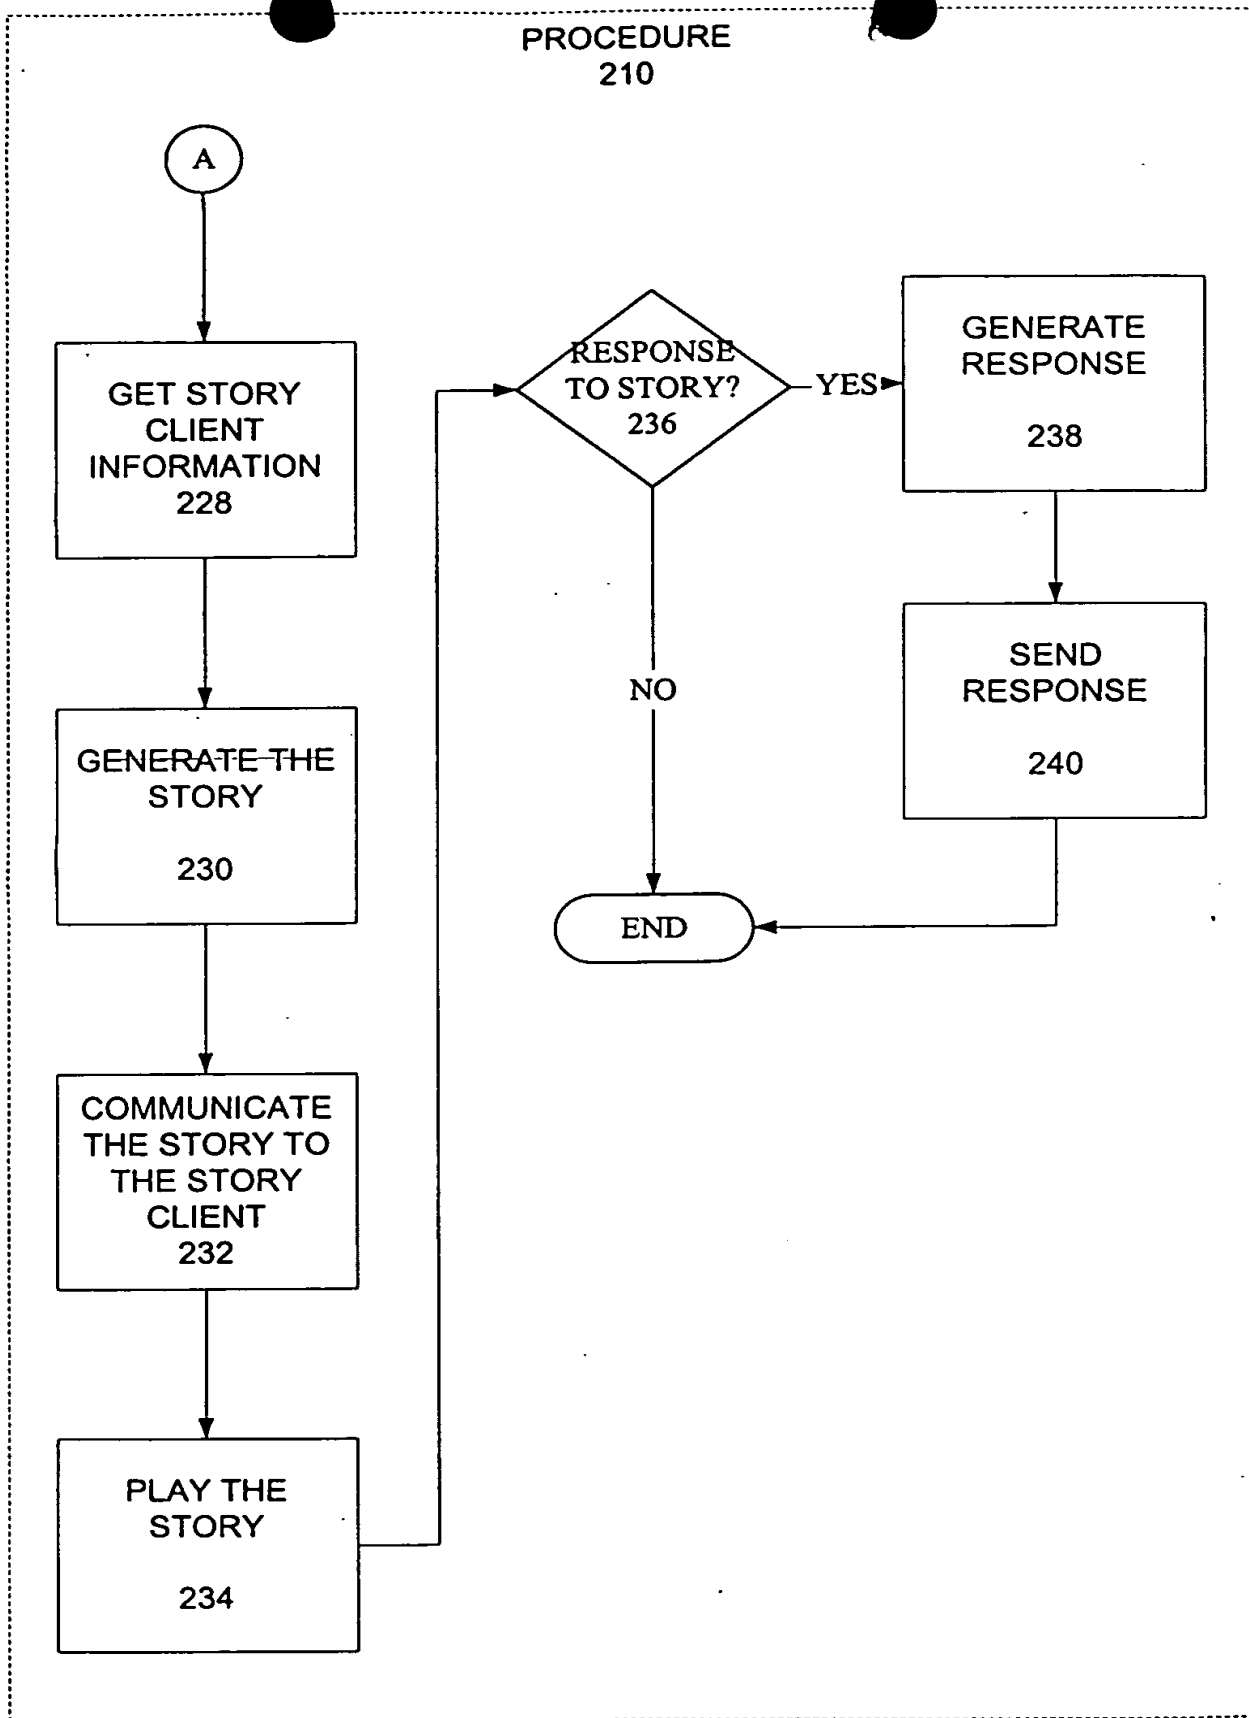 PROCEDURE
210
A
GET STORY
CLIENT
INFORMATION
228
GENERATE THE
STORY
230
COMMUNICATE
THE STORY TO
THE STORY
CLIENT
232
PLAY THE
STORY
234
RESPONSE
TO STORY?
236
YES
NO
GENERATE
RESPONSE
238
SEND
RESPONSE
240
END